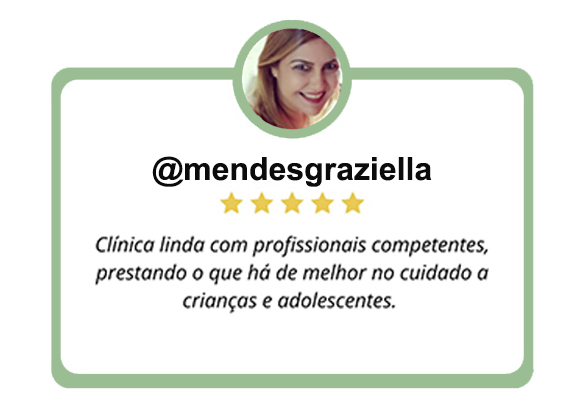 @mendesgraziella
Clínica linda com profissionais competentes,
prestando o que há de melhor no cuidado a
crianças e adolescentes.